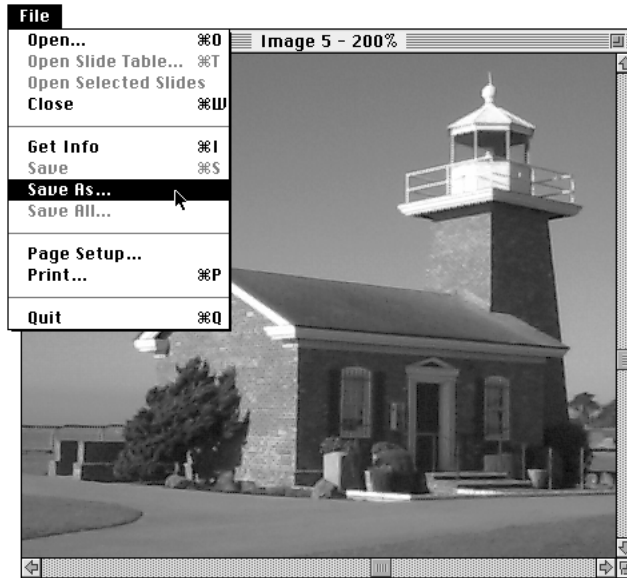 File
Image 5 - 200%
Open... ⌘O
Open Slide Table... ⌘T
Open Selected Slides
Close ⌘W
Get Info ⌘I
Save ⌘S
Save As...
Save All...
Page Setup...
Print... ⌘P
Quit ⌘Q